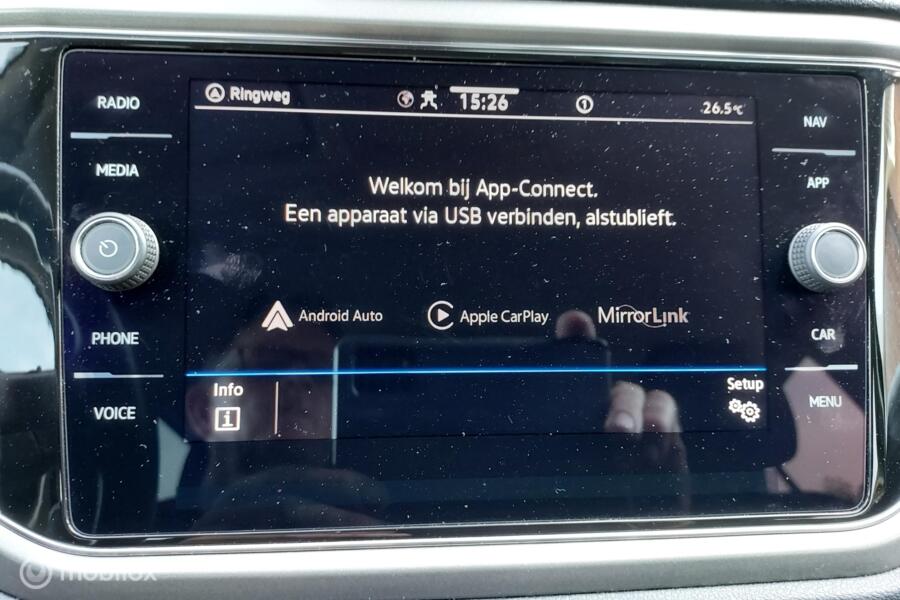 RADIO
MEDIA
PHONE
VOICE
Ringweg
15:26
1
26.5°C
Welkom bij App-Connect.
Een apparaat via USB verbinden, alstublieft.
Android Auto
Apple CarPlay
MirrorLink
Info
i
Setup
NAV
APP
CAR
MENU
mobilox